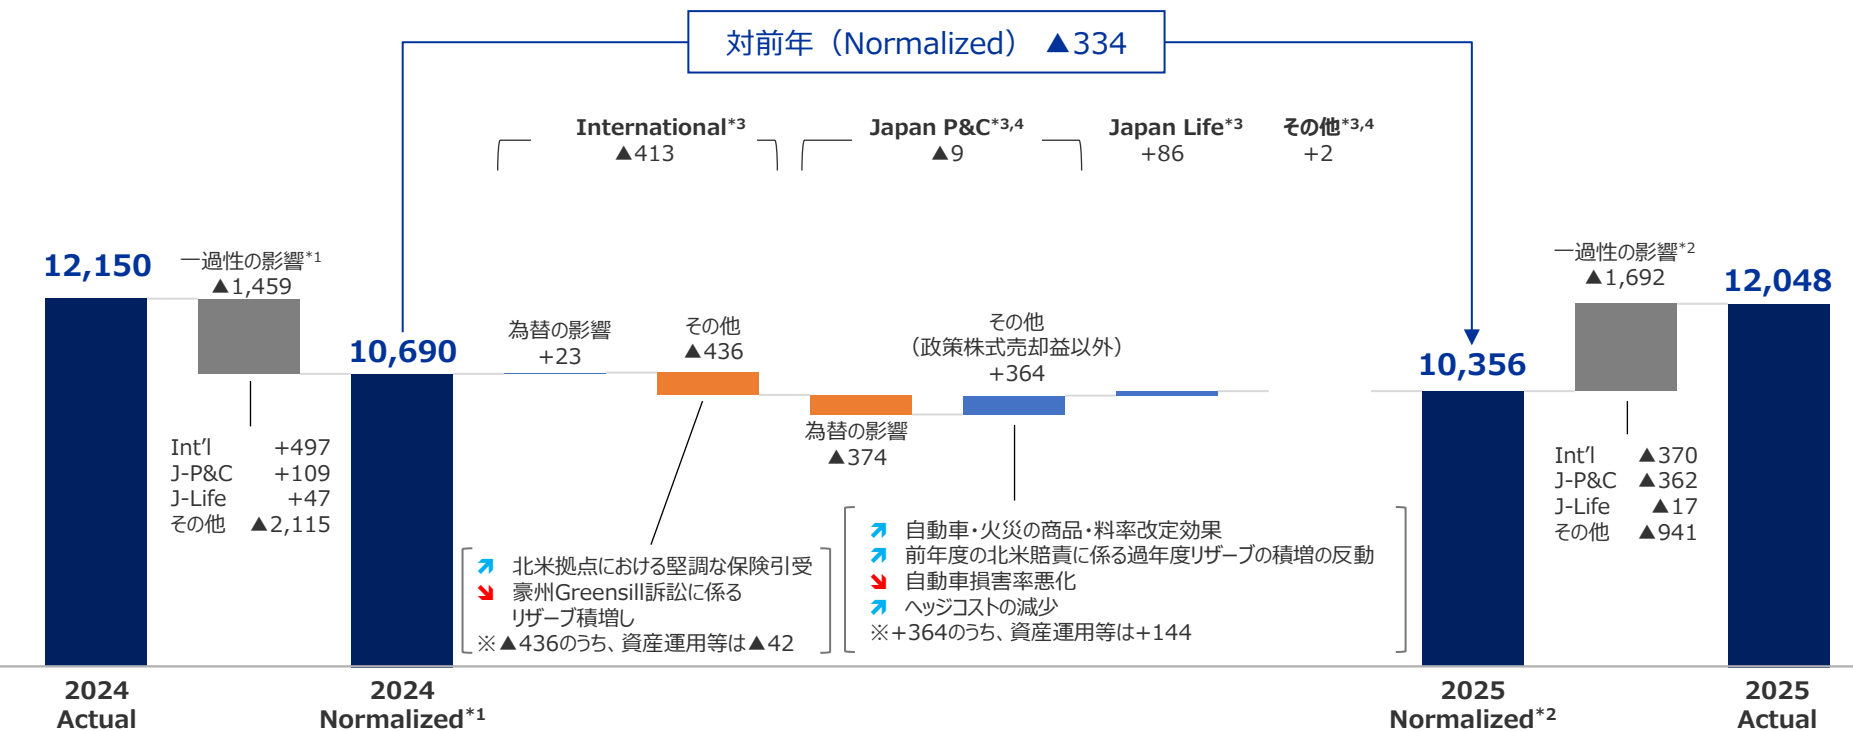 対前年（Normalized） ▲334
International*3
▲413
Japan P&C*3,4
▲9
Japan Life*3
+86
その他*3,4
+2
12,150
一過性の影響*1
▲1,459
10,690
為替の影響
+23
その他
▲436
為替の影響
▲374
その他
（政策株式売却益以外）
+364
10,356
一過性の影響*2
▲1,692
12,048
Int'l +497
J-P&C +109
J-Life +47
その他 ▲2,115
北米拠点における堅調な保険引受
豪州Greensill訴訟に係る
リザーブ積増し
※▲436のうち、資産運用等は▲42
自動車・火災の商品・料率改定効果
前年度の北米賠責に係る過年度リザーブの積増の反動
自動車損害率悪化
ヘッジコストの減少
※+364のうち、資産運用等は+144
Int'l ▲370
J-P&C ▲362
J-Life ▲17
その他 ▲941
2024
Actual
2024
Normalized*1
2025
Normalized*2
2025
Actual